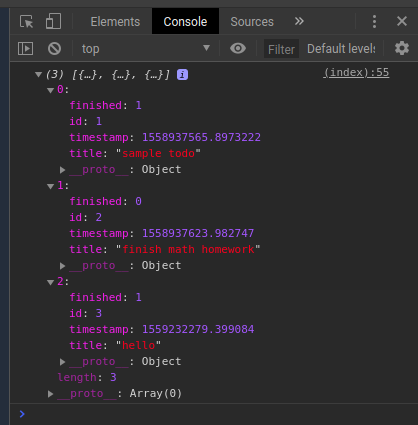 Elements Console Sources »
top ▼ Filter Default levels
▼(3) [{…}, {…}, {…}] i (index):55
▼0:
finished: 1
id: 1
timestamp: 1558937565.8973222
title: "sample todo"
▶__proto__: Object
▼1:
finished: 0
id: 2
timestamp: 1558937623.982747
title: "finish math homework"
▶__proto__: Object
▼2:
finished: 1
id: 3
timestamp: 1559232279.399084
title: "hello"
▶__proto__: Object
length: 3
▶__proto__: Array(0)
>